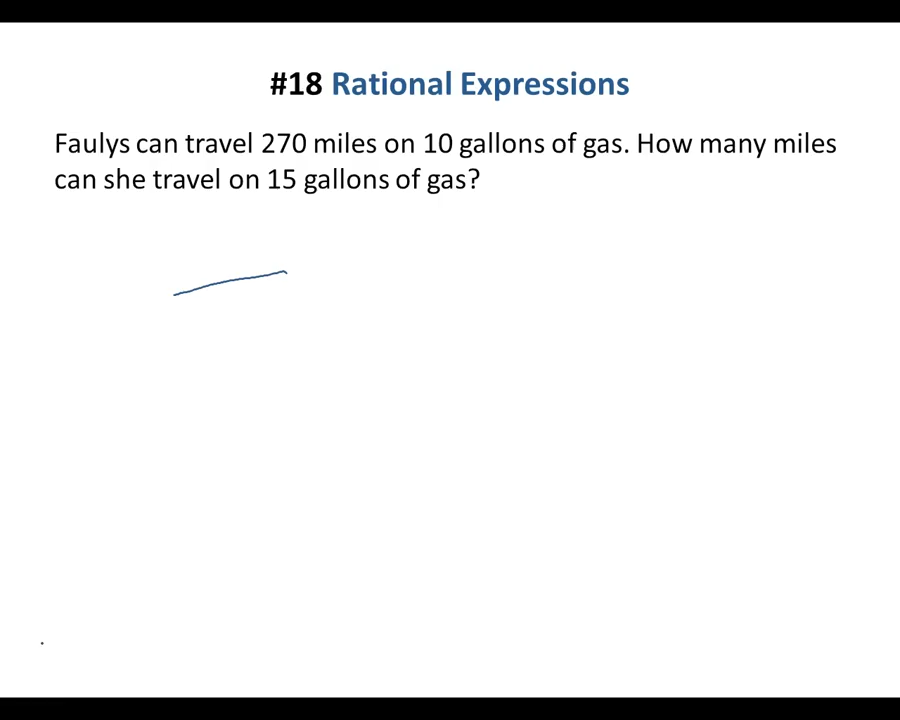 #18 Rational Expressions
Faulys can travel 270 miles on 10 gallons of gas. How many miles
can she travel on 15 gallons of gas?